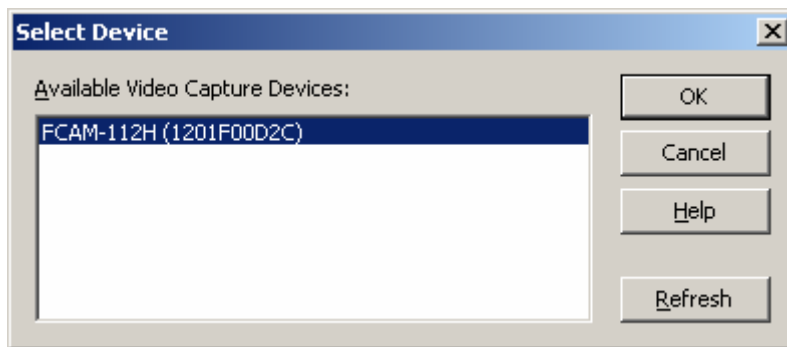 Select Device
Available Video Capture Devices:
FCAM-112H (1201F00D2C)
OK
Cancel
Help
Refresh